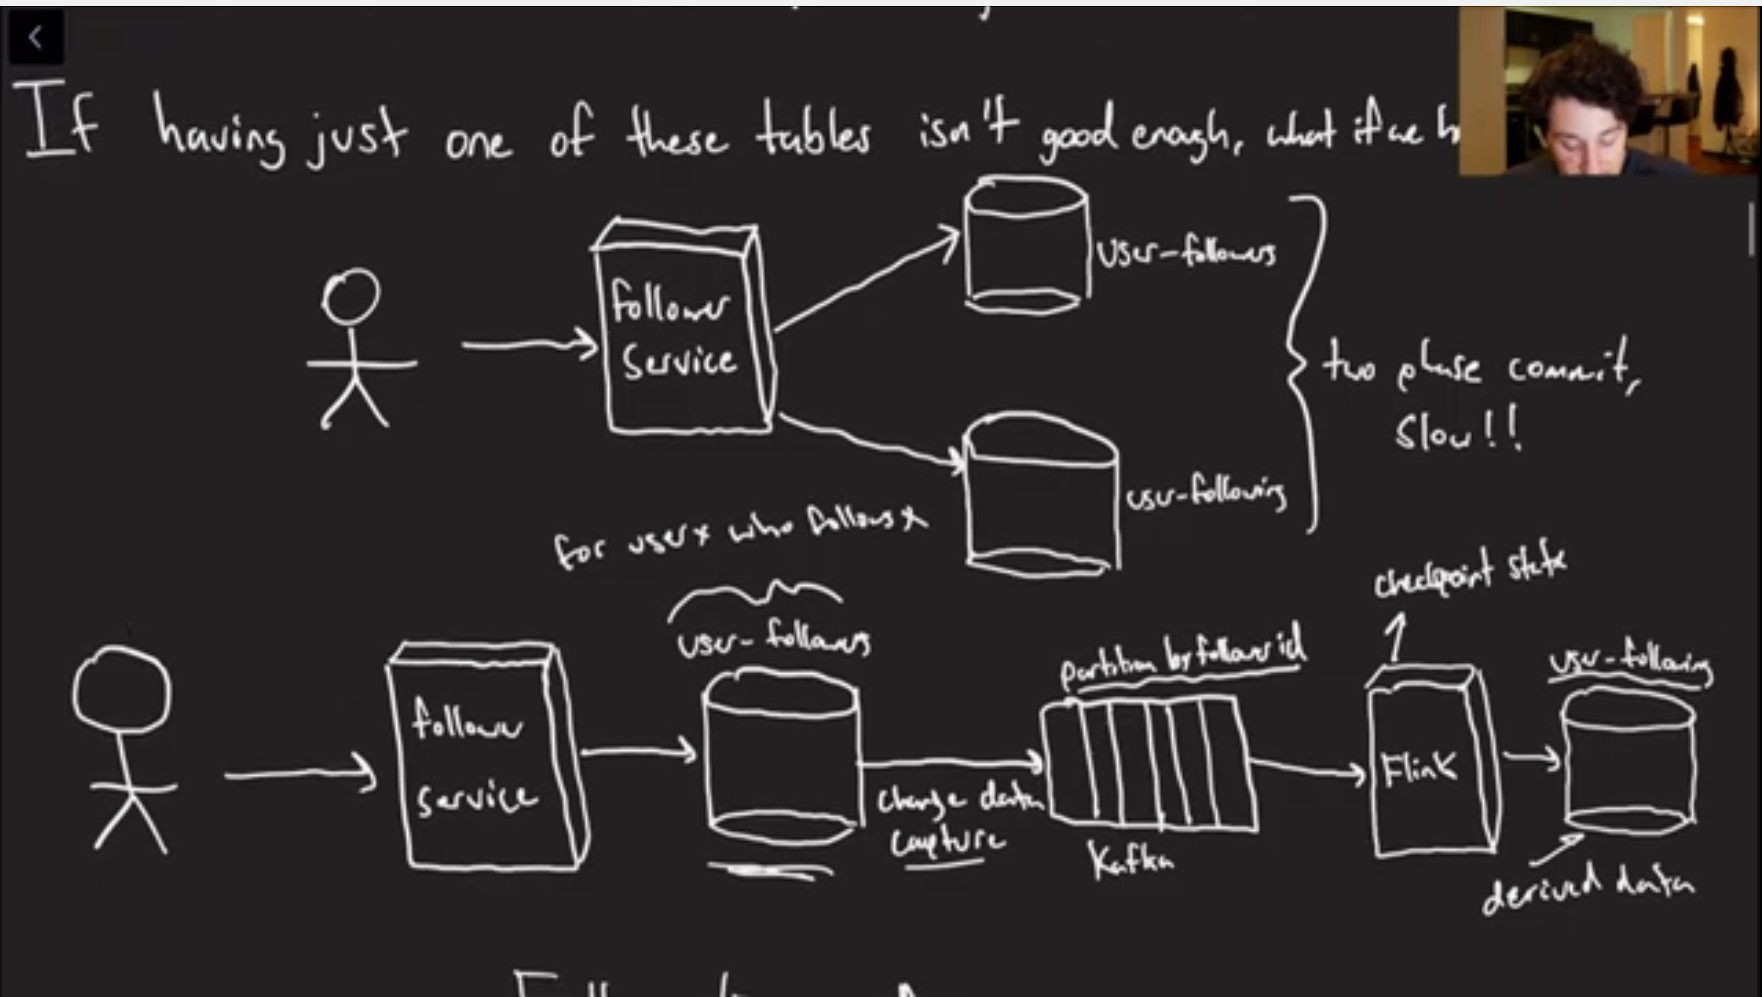 If having just one of these tables isn't good enough, what if we
user-followers
follower
service
two phase commit,
slow!!
user-following
for user x who follows x
checkpoint state
user-followers
partition by follower id
user-following
follower
service
Flink
change data
capture
Kafka
derived data